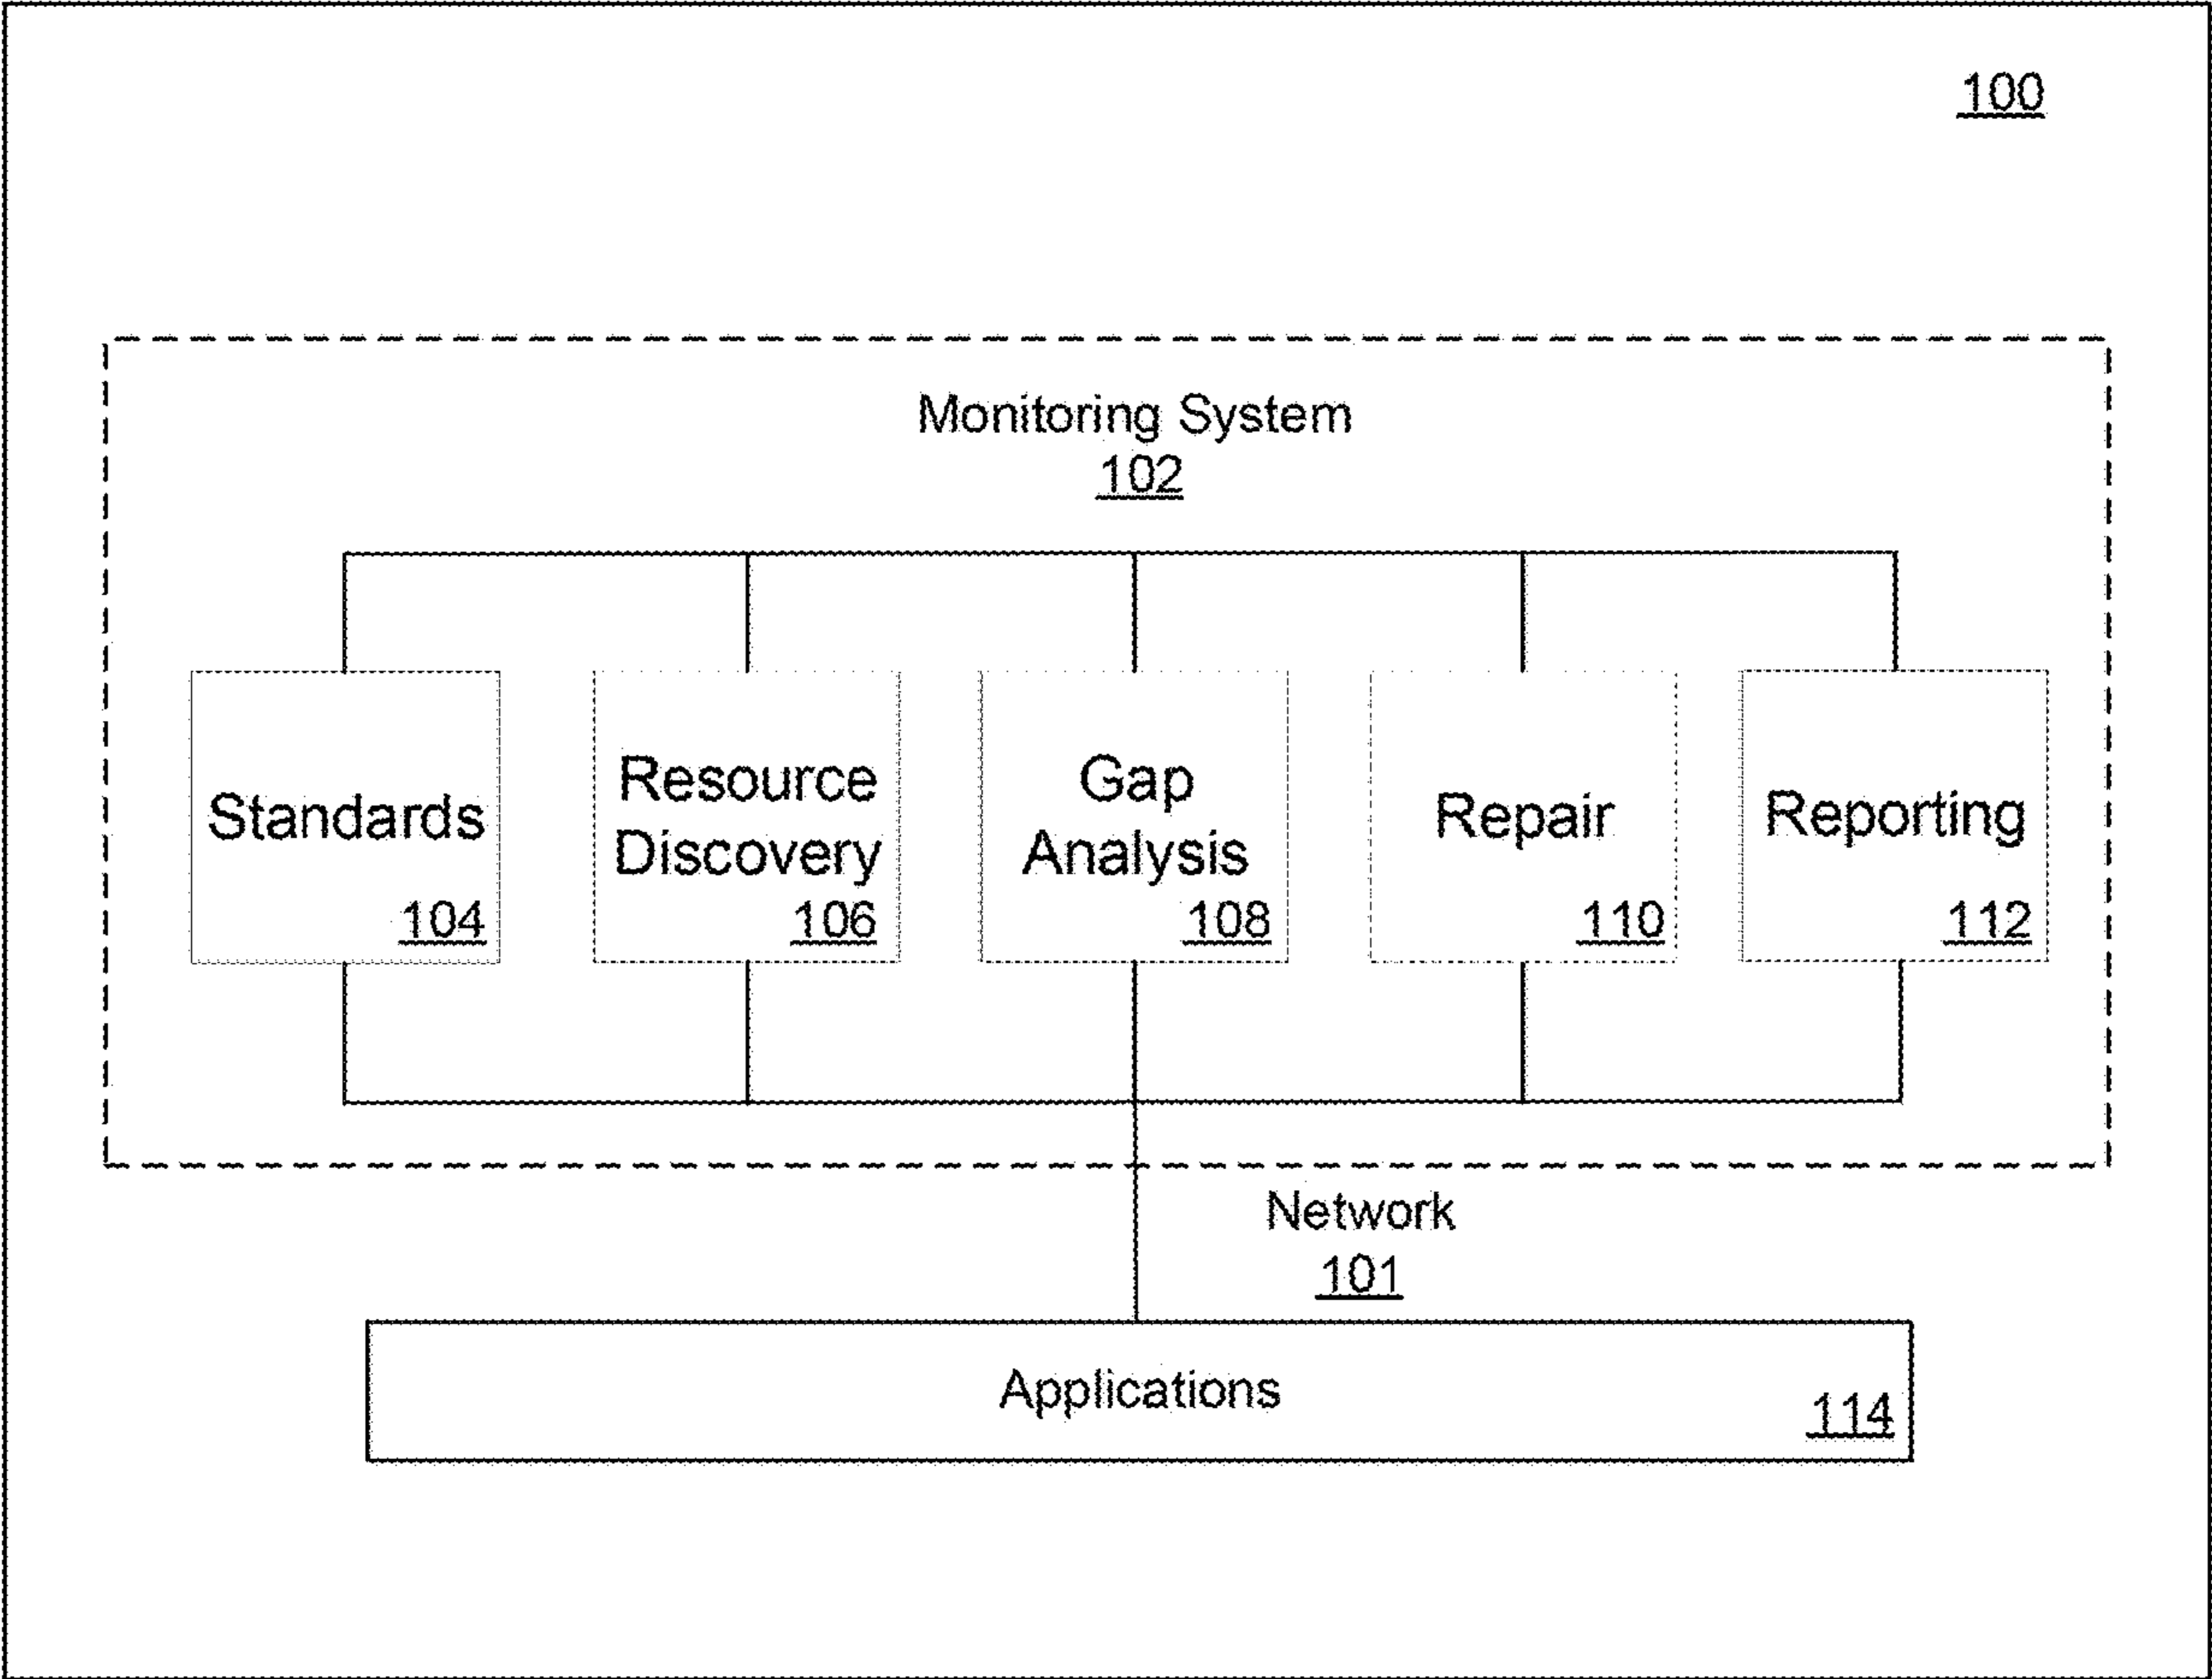 100
Monitoring System
102
Standards
104
Resource
Discovery
106
Gap
Analysis
108
Repair
110
Reporting
112
Network
101
Applications
114